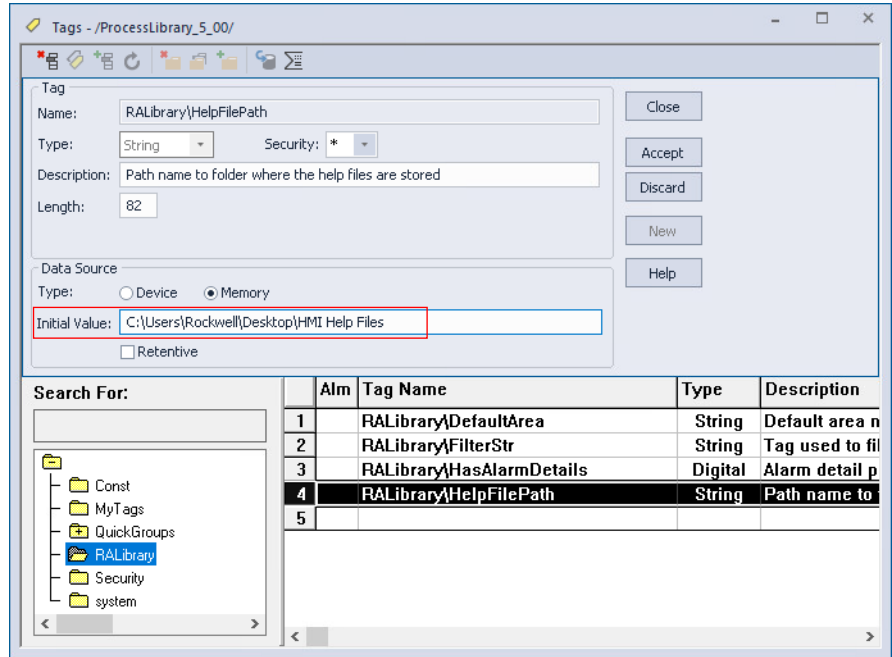 Tags - /ProcessLibrary_5_00/
Tag
Name: RALibrary\HelpFilePath
Type: String Security: *
Description: Path name to folder where the help files are stored
Length: 82
Close
Accept
Discard
New
Help
Data Source
Type: Device Memory
Initial Value: C:\Users\Rockwell\Desktop\HMI Help Files
Retentive
Search For:
Const
MyTags
QuickGroups
RALibrary
Security
system
Alm Tag Name Type Description
1 RALibrary\DefaultArea String Default area n
2 RALibrary\FilterStr String Tag used to fil
3 RALibrary\HasAlarmDetails Digital Alarm detail p
4 RALibrary\HelpFilePath String Path name to
5